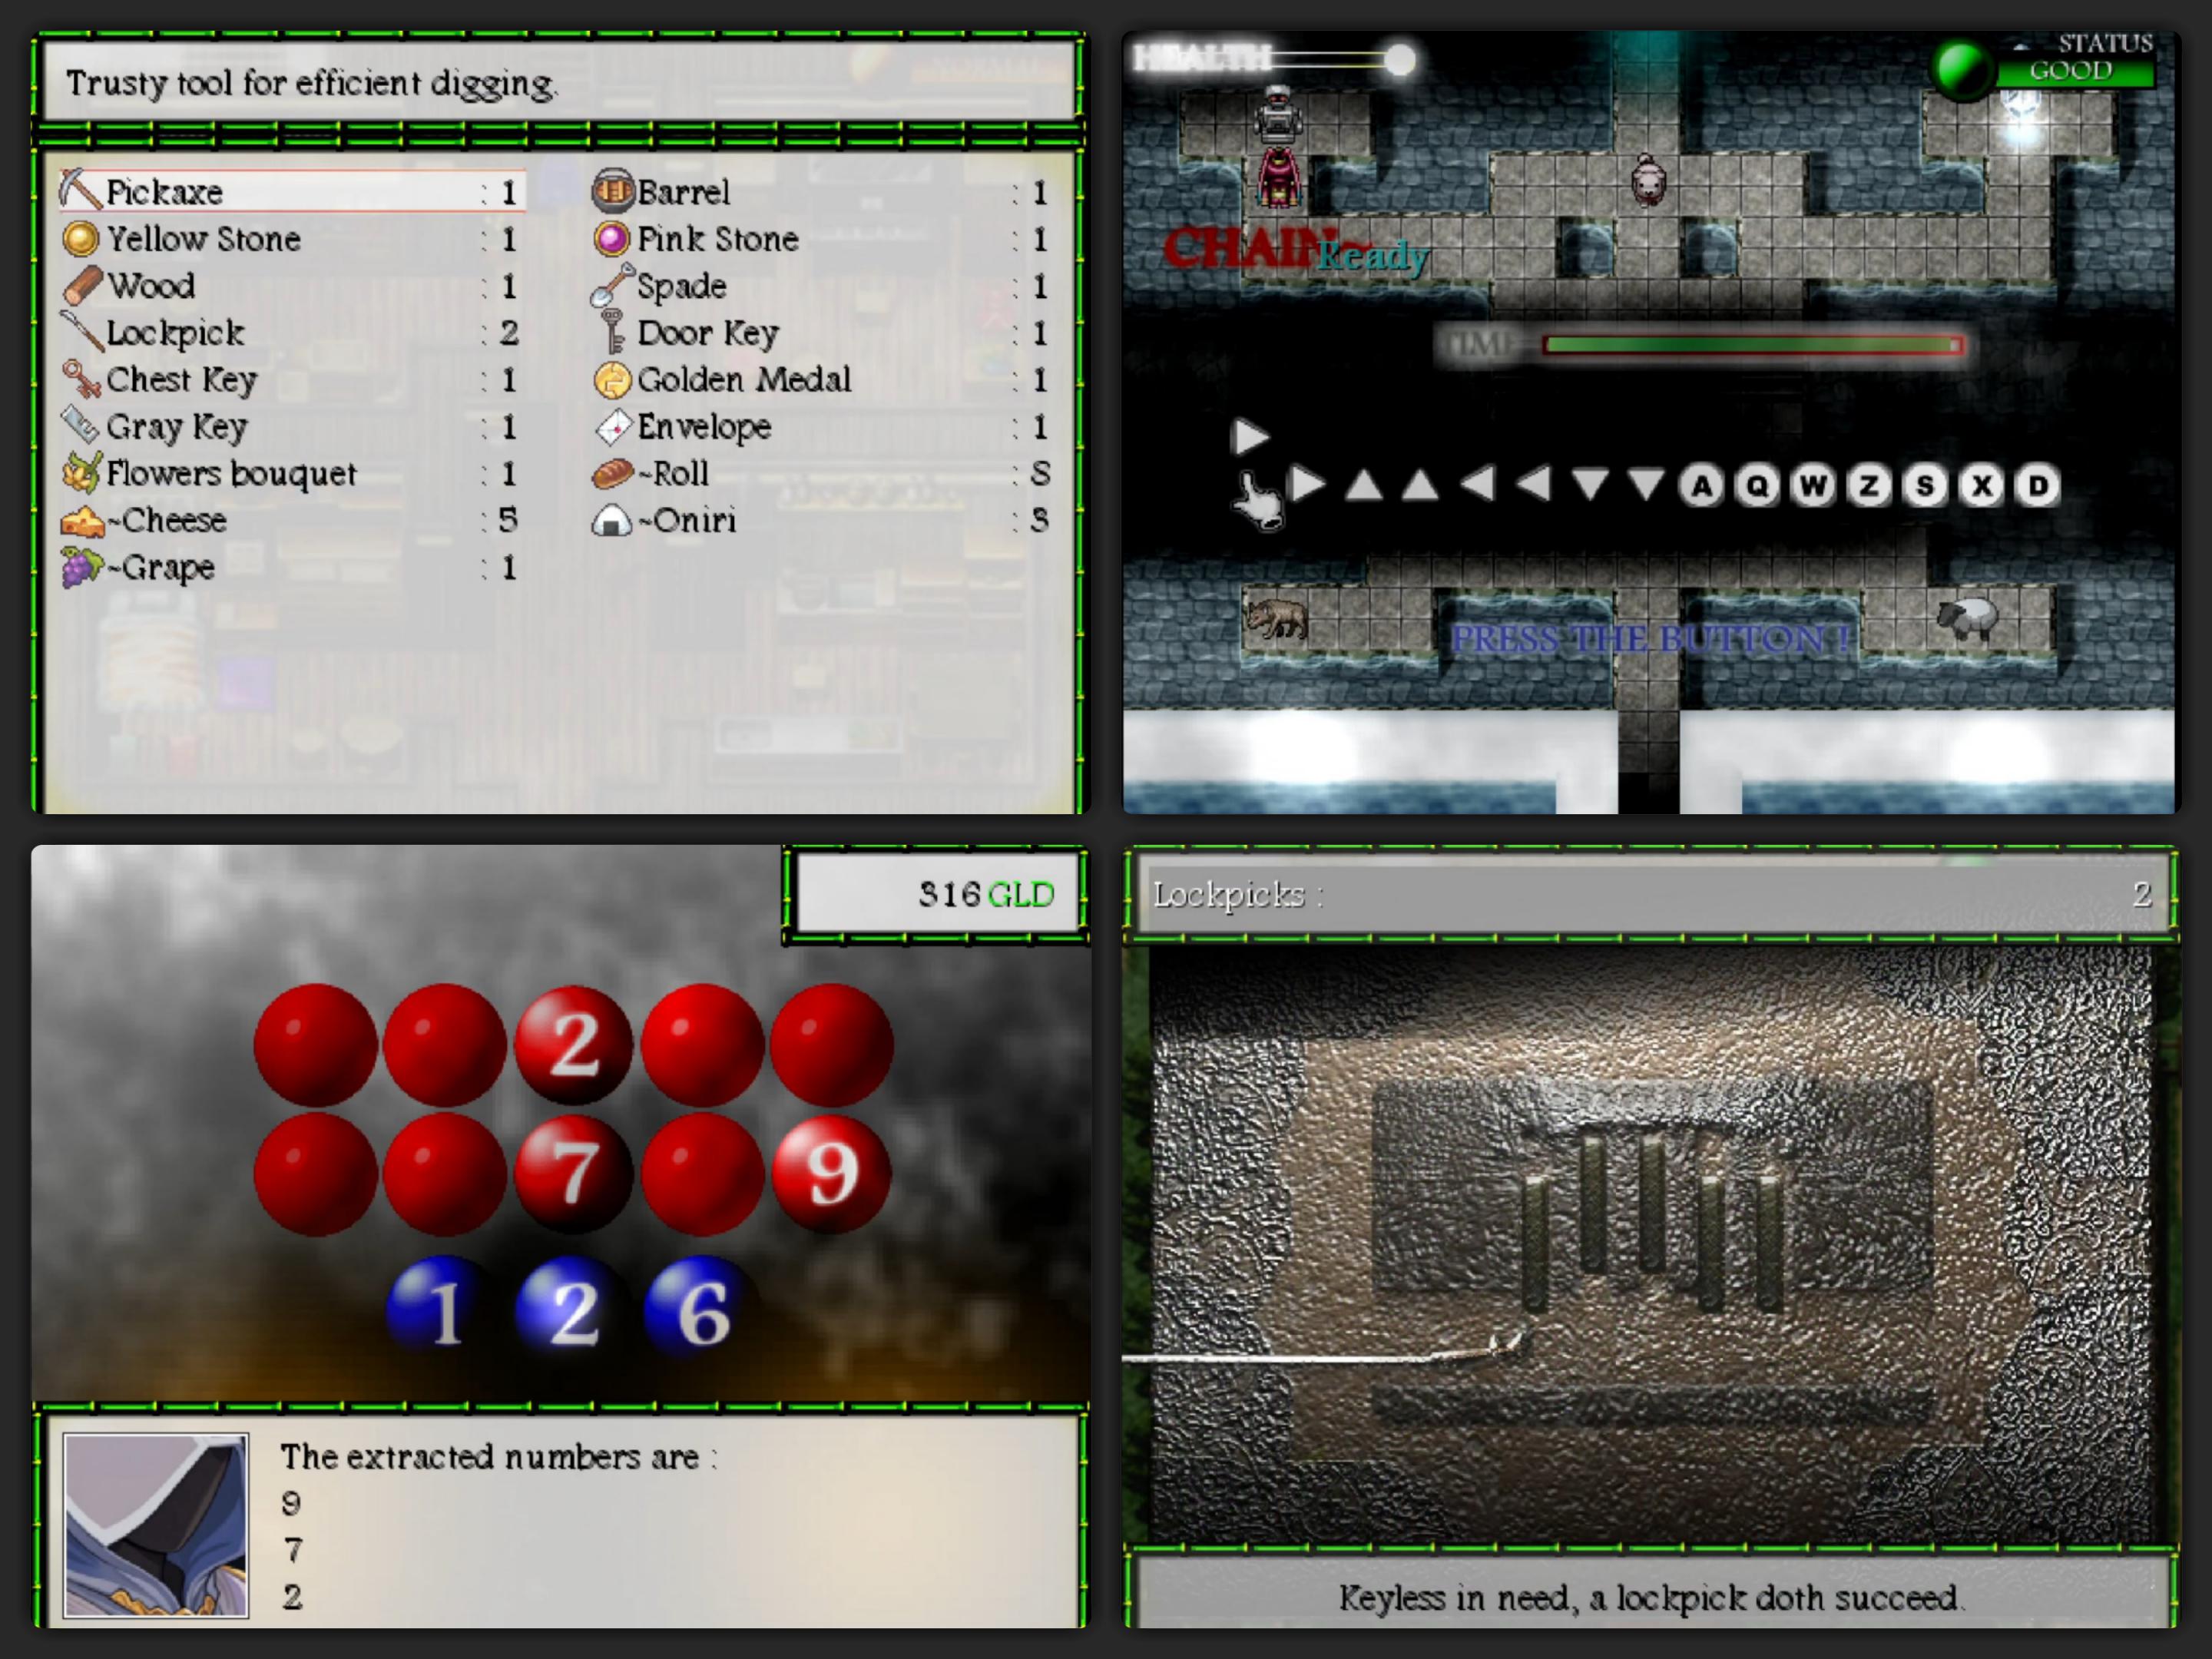 Trusty tool for efficient digging.
Pickaxe : 1
Barrel : 1
Yellow Stone : 1
Pink Stone : 1
Wood : 1
Spade : 1
Lockpick : 2
Door Key : 1
Chest Key : 1
Golden Medal : 1
Gray Key : 1
Envelope : 1
Flowers bouquet : 1
~Roll : 3
~Cheese : 5
~Oniri : 3
~Grape : 1
HEALTH
STATUS
GOOD
CHAIN~Ready
TIME
A Q W Z S X D
PRESS THE BUTTON !
316 GLD
2
7 9
1 2 6
The extracted numbers are :
9
7
2
Lockpicks : 2
Keyless in need, a lockpick doth succeed.